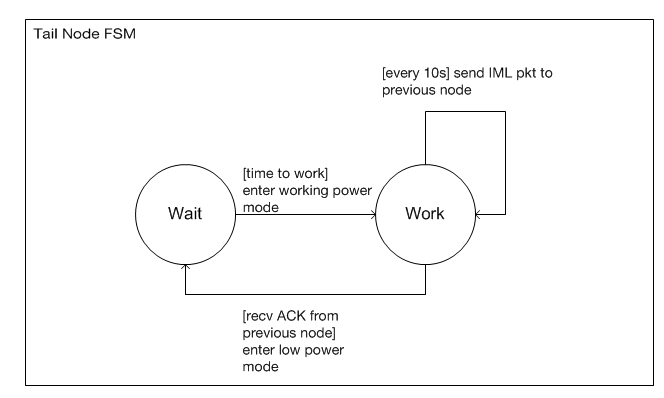 Tail Node FSM
[every 10s] send IML pkt to
previous node
[time to work]
enter working power
mode
Wait
Work
[recv ACK from
previous node]
enter low power
mode